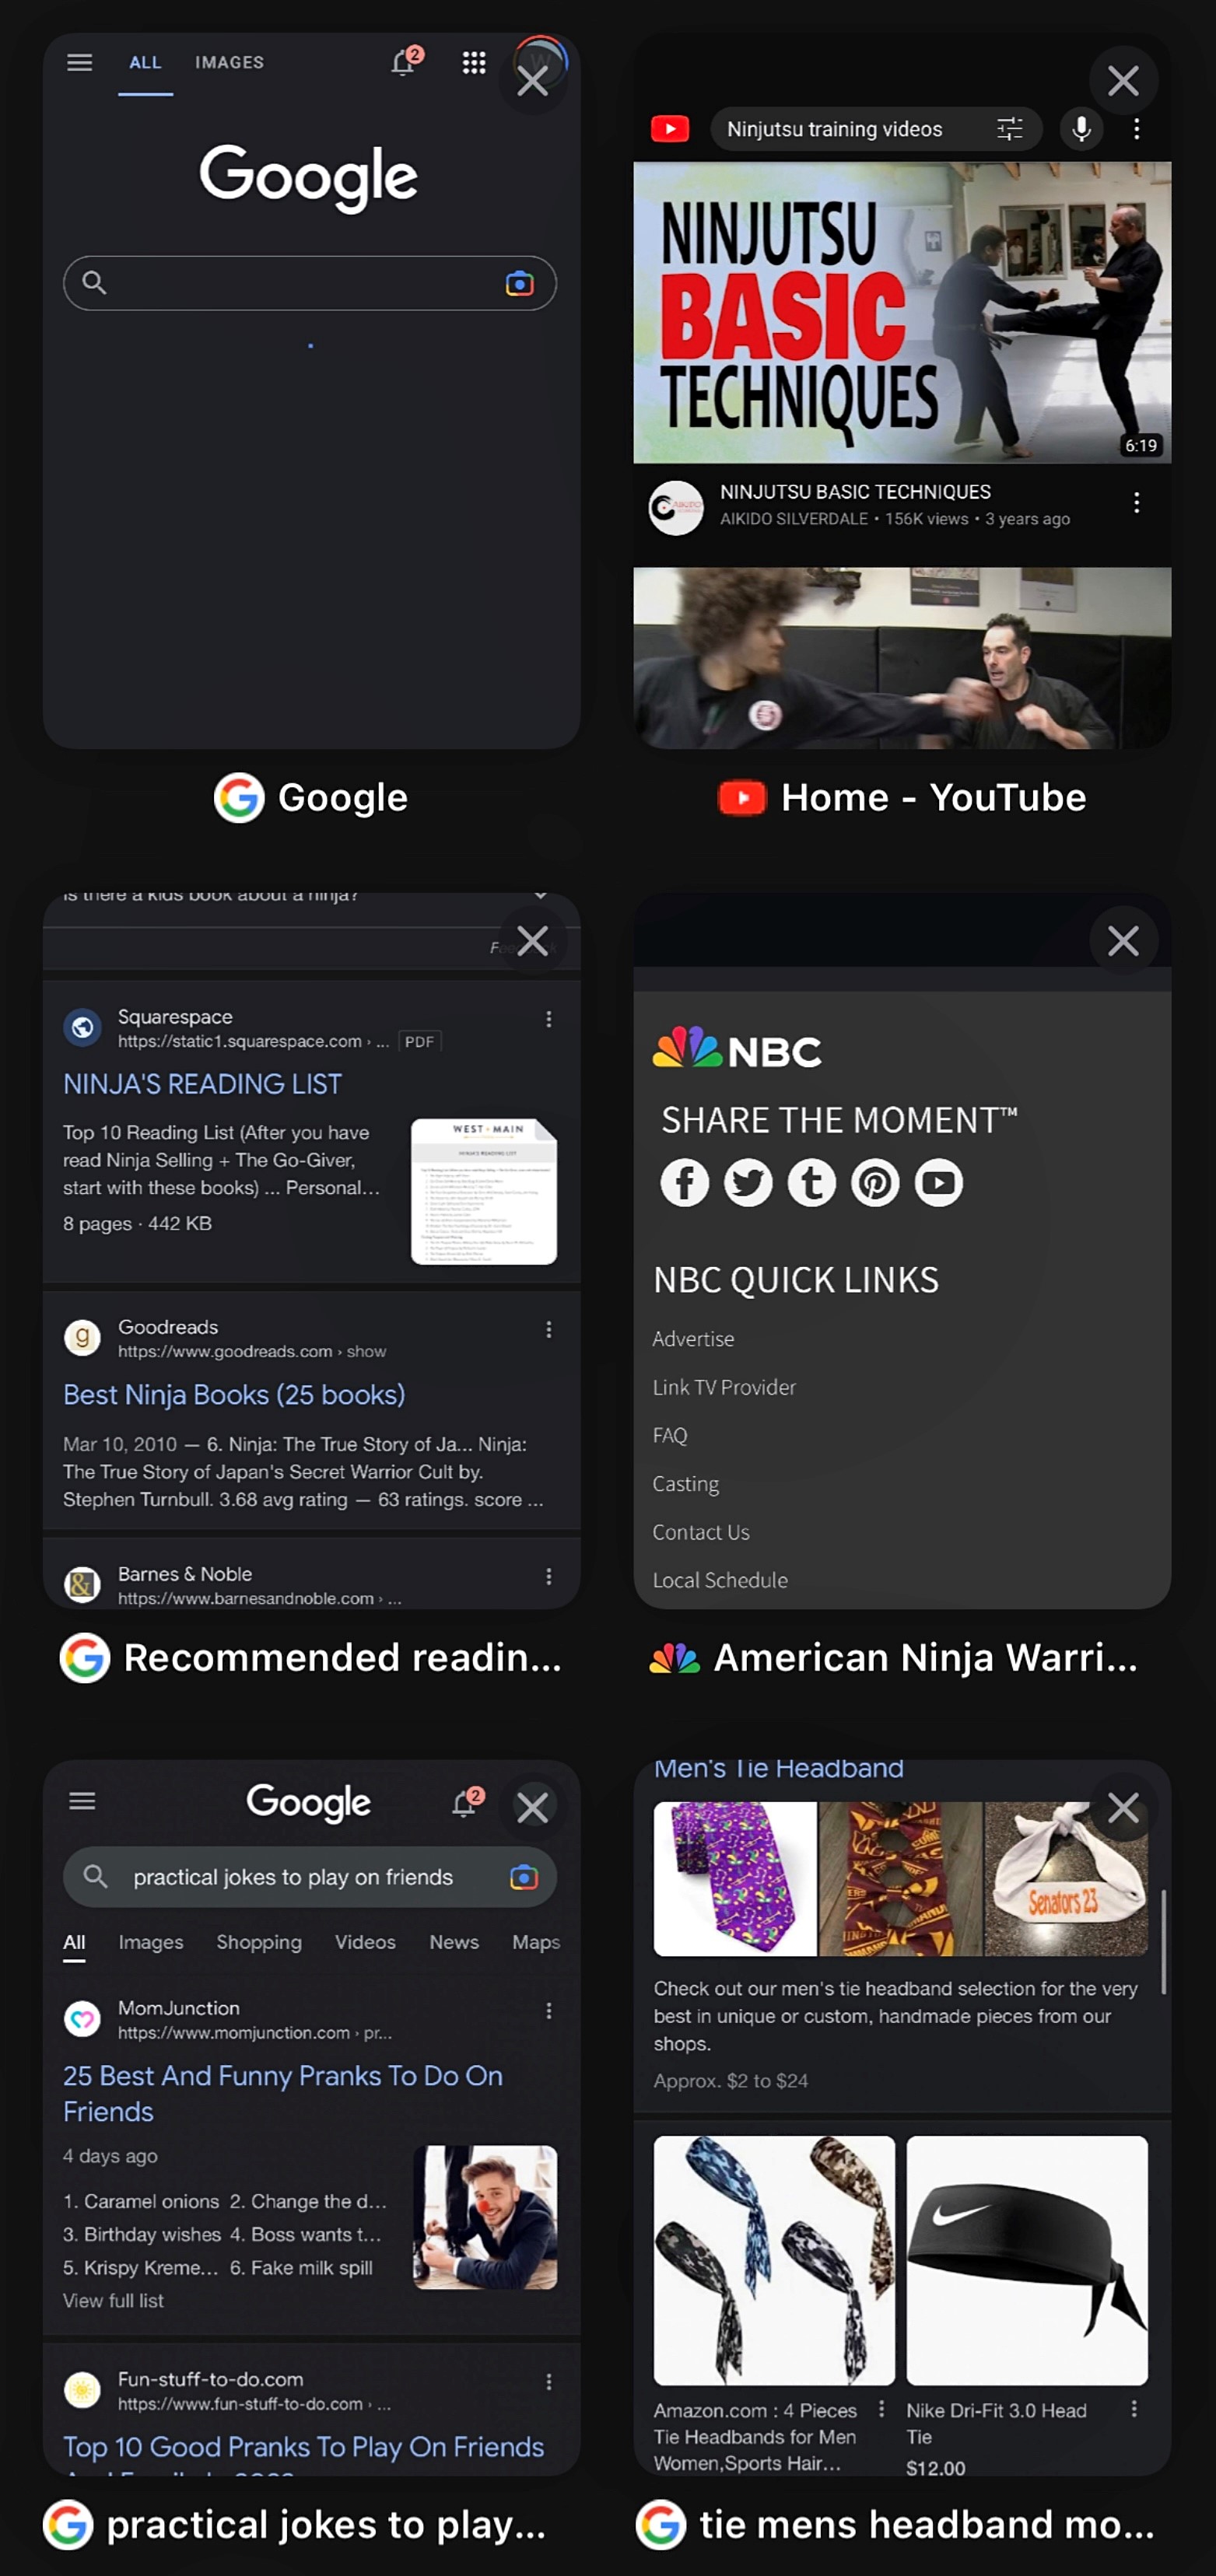 ALL IMAGES 2
Google
Google
Ninjutsu training videos
NINJUTSU
BASIC
TECHNIQUES
6:19
NINJUTSU BASIC TECHNIQUES
AIKIDO SILVERDALE • 156K views • 3 years ago
Home - YouTube
Is there a kids book about a ninja?
Squarespace
https://static1.squarespace.com › ... PDF
NINJA'S READING LIST
Top 10 Reading List (After you have
read Ninja Selling + The Go-Giver,
start with these books) ... Personal...
8 pages · 442 KB
WEST MAIN
Goodreads
https://www.goodreads.com › show
Best Ninja Books (25 books)
Mar 10, 2010 — 6. Ninja: The True Story of Ja... Ninja:
The True Story of Japan's Secret Warrior Cult by.
Stephen Turnbull. 3.68 avg rating — 63 ratings. score ...
Barnes & Noble
https://www.barnesandnoble.com › ...
Recommended readin...
NBC
SHARE THE MOMENT™
NBC QUICK LINKS
Advertise
Link TV Provider
FAQ
Casting
Contact Us
Local Schedule
American Ninja Warri...
Google 2
practical jokes to play on friends
All Images Shopping Videos News Maps
MomJunction
https://www.momjunction.com › pr...
25 Best And Funny Pranks To Do On
Friends
4 days ago
1. Caramel onions 2. Change the d...
3. Birthday wishes 4. Boss wants t...
5. Krispy Kreme... 6. Fake milk spill
View full list
Fun-stuff-to-do.com
https://www.fun-stuff-to-do.com › ...
Top 10 Good Pranks To Play On Friends
practical jokes to play...
Men's Tie Headband
Senators 23
Check out our men's tie headband selection for the very
best in unique or custom, handmade pieces from our
shops.
Approx. $2 to $24
Amazon.com : 4 Pieces
Tie Headbands for Men
Women,Sports Hair...
Nike Dri-Fit 3.0 Head
Tie
$12.00
tie mens headband mo...